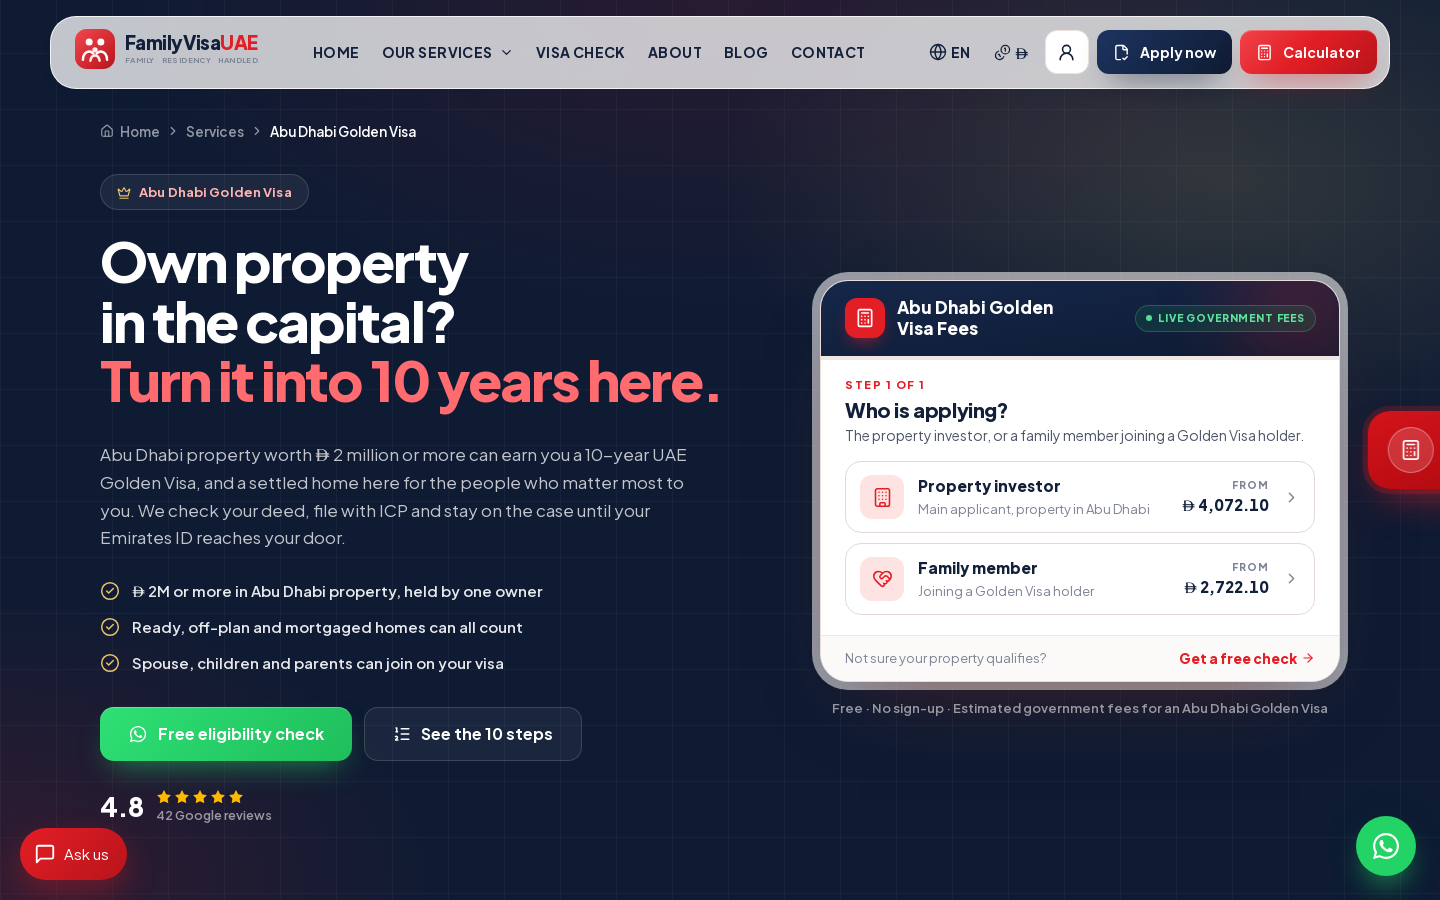 FamilyVisaUAE
FAMILY RESIDENCY HANDLED
HOME
OUR SERVICES
VISA CHECK
ABOUT
BLOG
CONTACT
EN
Apply now
Calculator
Home
Services
Abu Dhabi Golden Visa
Abu Dhabi Golden Visa
Own property
in the capital?
Turn it into 10 years here.
Abu Dhabi property worth 2 million or more can earn you a 10-year UAE
Golden Visa, and a settled home here for the people who matter most to
you. We check your deed, file with ICP and stay on the case until your
Emirates ID reaches your door.
2M or more in Abu Dhabi property, held by one owner
Ready, off-plan and mortgaged homes can all count
Spouse, children and parents can join on your visa
Free eligibility check
See the 10 steps
4.8
42 Google reviews
Ask us
Abu Dhabi Golden
Visa Fees
LIVE GOVERNMENT FEES
STEP 1 OF 1
Who is applying?
The property investor, or a family member joining a Golden Visa holder.
Property investor
Main applicant, property in Abu Dhabi
FROM
4,072.10
Family member
Joining a Golden Visa holder
FROM
2,722.10
Not sure your property qualifies?
Get a free check
Free · No sign-up · Estimated government fees for an Abu Dhabi Golden Visa